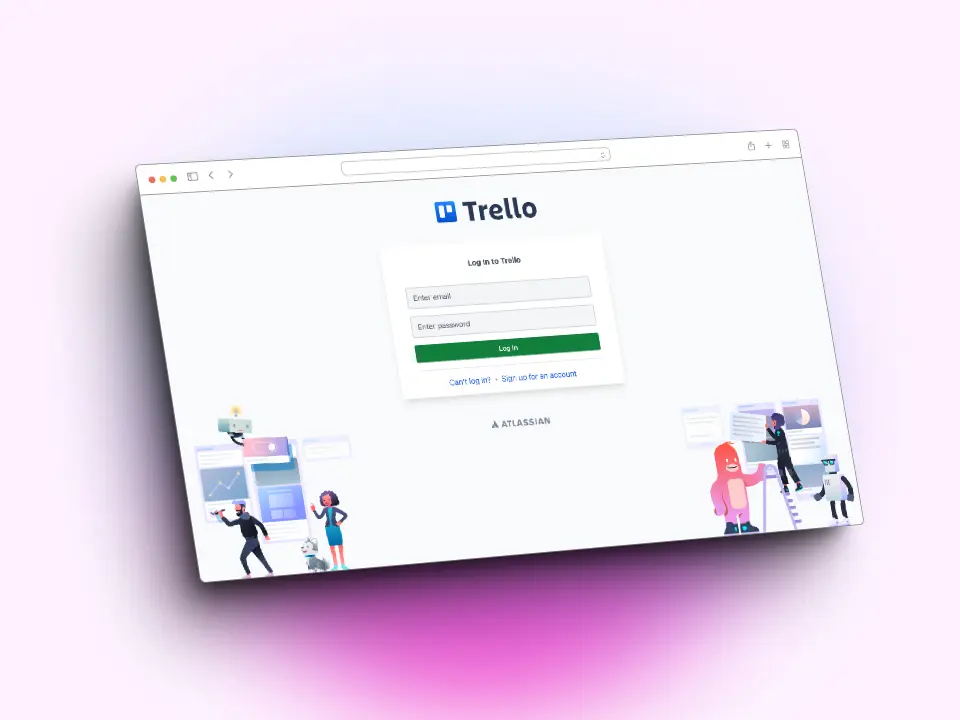 Trello
Log in to Trello
Enter email
Enter password
Log in
Can't log in? • Sign up for an account
ATLASSIAN